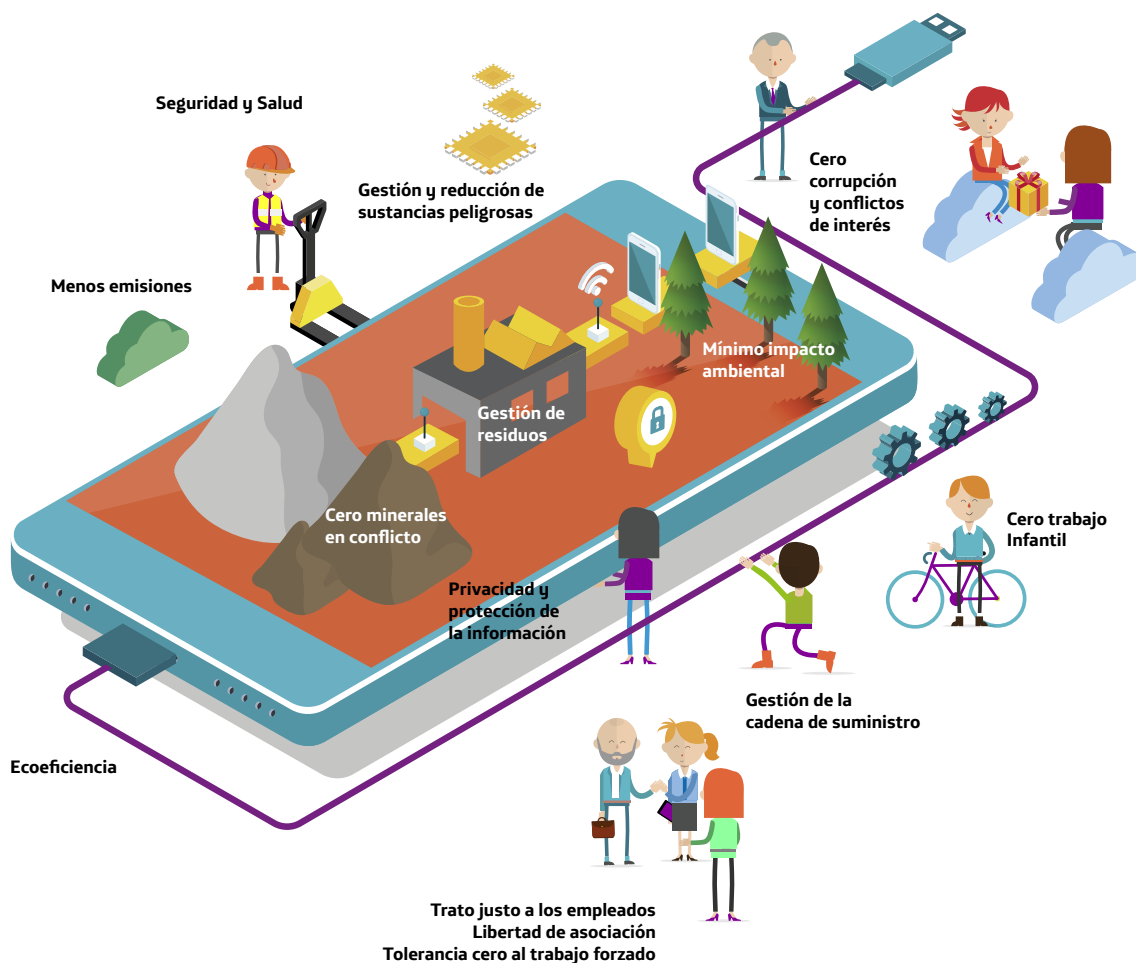 Seguridad y Salud
Gestión y reducción de
sustancias peligrosas
Cero
corrupción
y conflictos
de interés
Menos emisiones
Mínimo impacto
ambiental
Gestión de
residuos
Cero minerales
en conflicto
Cero trabajo
Infantil
Privacidad y
protección de
la información
Gestión de la
cadena de suministro
Ecoeficiencia
Trato justo a los empleados
Libertad de asociación
Tolerancia cero al trabajo forzado